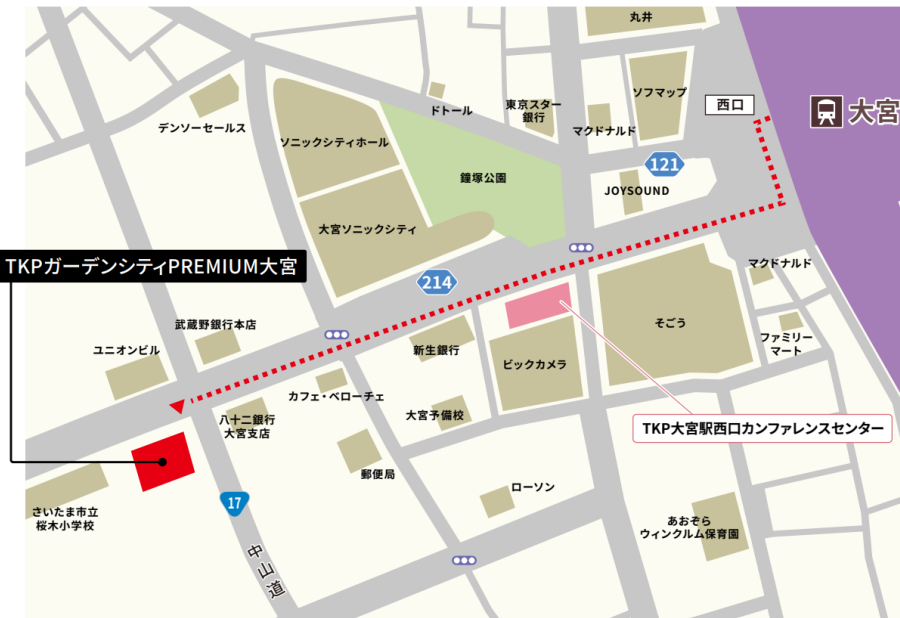 丸井
ソフマップ
西口
大宮
ドトール
東京スター
銀行
マクドナルド
デンソーセールス
ソニックシティホール
121
鐘塚公園
JOYSOUND
大宮ソニックシティ
TKPガーデンシティPREMIUM大宮
214
マクドナルド
武蔵野銀行本店
そごう
ユニオンビル
新生銀行
ファミリー
マート
ビックカメラ
カフェ・ベローチェ
八十二銀行
大宮支店
大宮予備校
TKP大宮駅西口カンファレンスセンター
郵便局
ローソン
17
さいたま市立
桜木小学校
あおぞら
ウィンクルム保育園
中山道